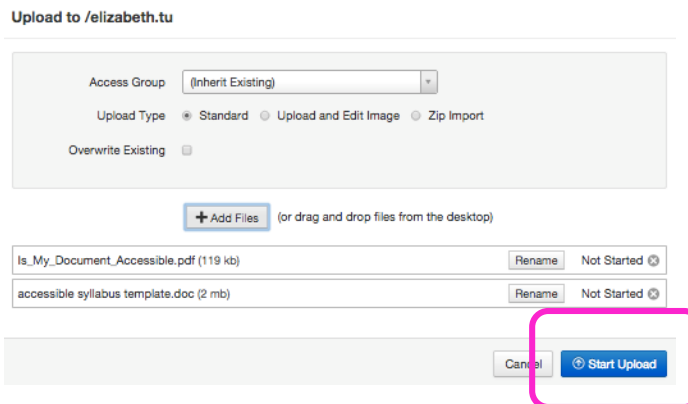 Upload to /elizabeth.tu
Access Group (Inherit Existing)
Upload Type Standard Upload and Edit Image Zip Import
Overwrite Existing
+ Add Files (or drag and drop files from the desktop)
Is_My_Document_Accessible.pdf (119 kb) Rename Not Started
accessible syllabus template.doc (2 mb) Rename Not Started
Cancel Start Upload